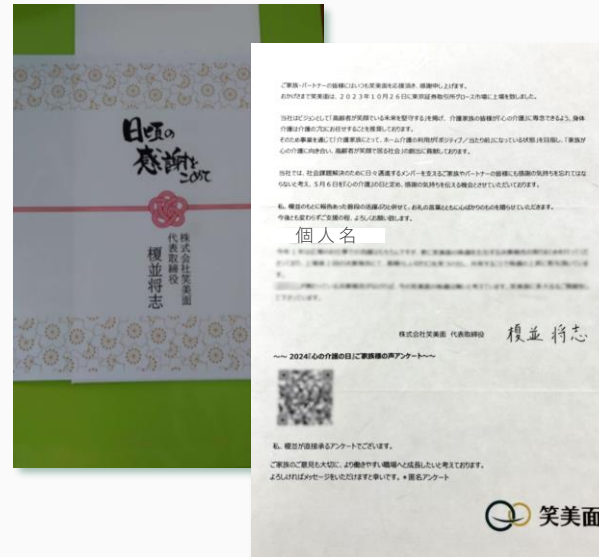 日頃の
感謝を
こめて
株式会社笑美面
代表取締役
榎並将志
ご家族・パートナーの皆様にはいつも笑美面を応援頂き、感謝申し上げます。
おかげさまで笑美面は、２０２３年１０月２６日に東京証券取引所グロース市場に上場を致しました。
当社はビジョンとして「高齢者が笑顔でいる未来を堅守する」を掲げ、介護家族の皆様が「心の介護」に専念できるよう、身体
介護は介護のプロにお任せすることを推奨しております。
そのため事業を通じて「介護家族にとって、ホーム介護の利用が『ポジティブ／当たり前』になっている状態」を目指し、「家族が
心の介護に向き合い、高齢者が笑顔で居る社会」の創出に貢献しております。
当社では、社会課題解決のために日々邁進するメンバーを支えるご家族やパートナーの皆様にも感謝の気持ちを忘れてはな
らないと考え、５月６日を『心の介護』の日と定め、感謝の気持ちを伝える機会とさせていただいております。
私、榎並のもとに報告あった普段の活躍ぶりと併せて、お礼の言葉とともに心ばかりのものを贈らせていただきます。
今後とも変わらずご支援の程、よろしくお願い致します。
個人名
株式会社笑美面 代表取締役 榎並 将志
～～ 2024『心の介護の日』ご家族様の声アンケート～～
私、榎並が直接承るアンケートでございます。
ご家族のご意見も大切に、より働きやすい職場へと成長したいと考えております。
よろしければメッセージをいただけますと幸いです。＊匿名アンケート
笑美面